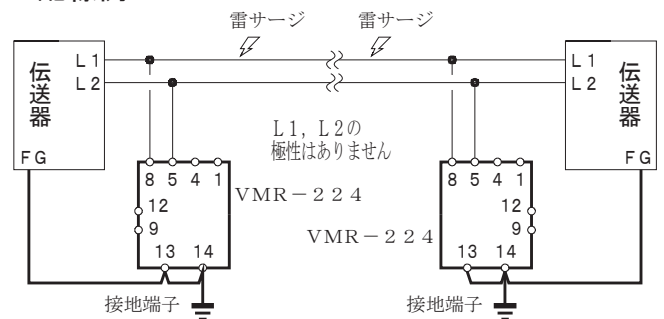 雷サージ 雷サージ
伝送器 L1 L2 FG
L1 L2 伝送器 FG
L1，L2の
極性はありません
8 5 4 1
12
9
13 14
VMR－224
8 5 4 1
12
9
13 14
VMR－224
接地端子
接地端子